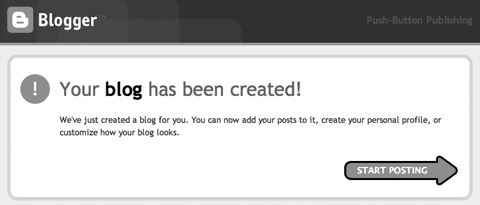 Blogger™
Push-Button Publishing
!
Your blog has been created!
We've just created a blog for you. You can now add your posts to it, create your personal profile, or
customize how your blog looks.
START POSTING